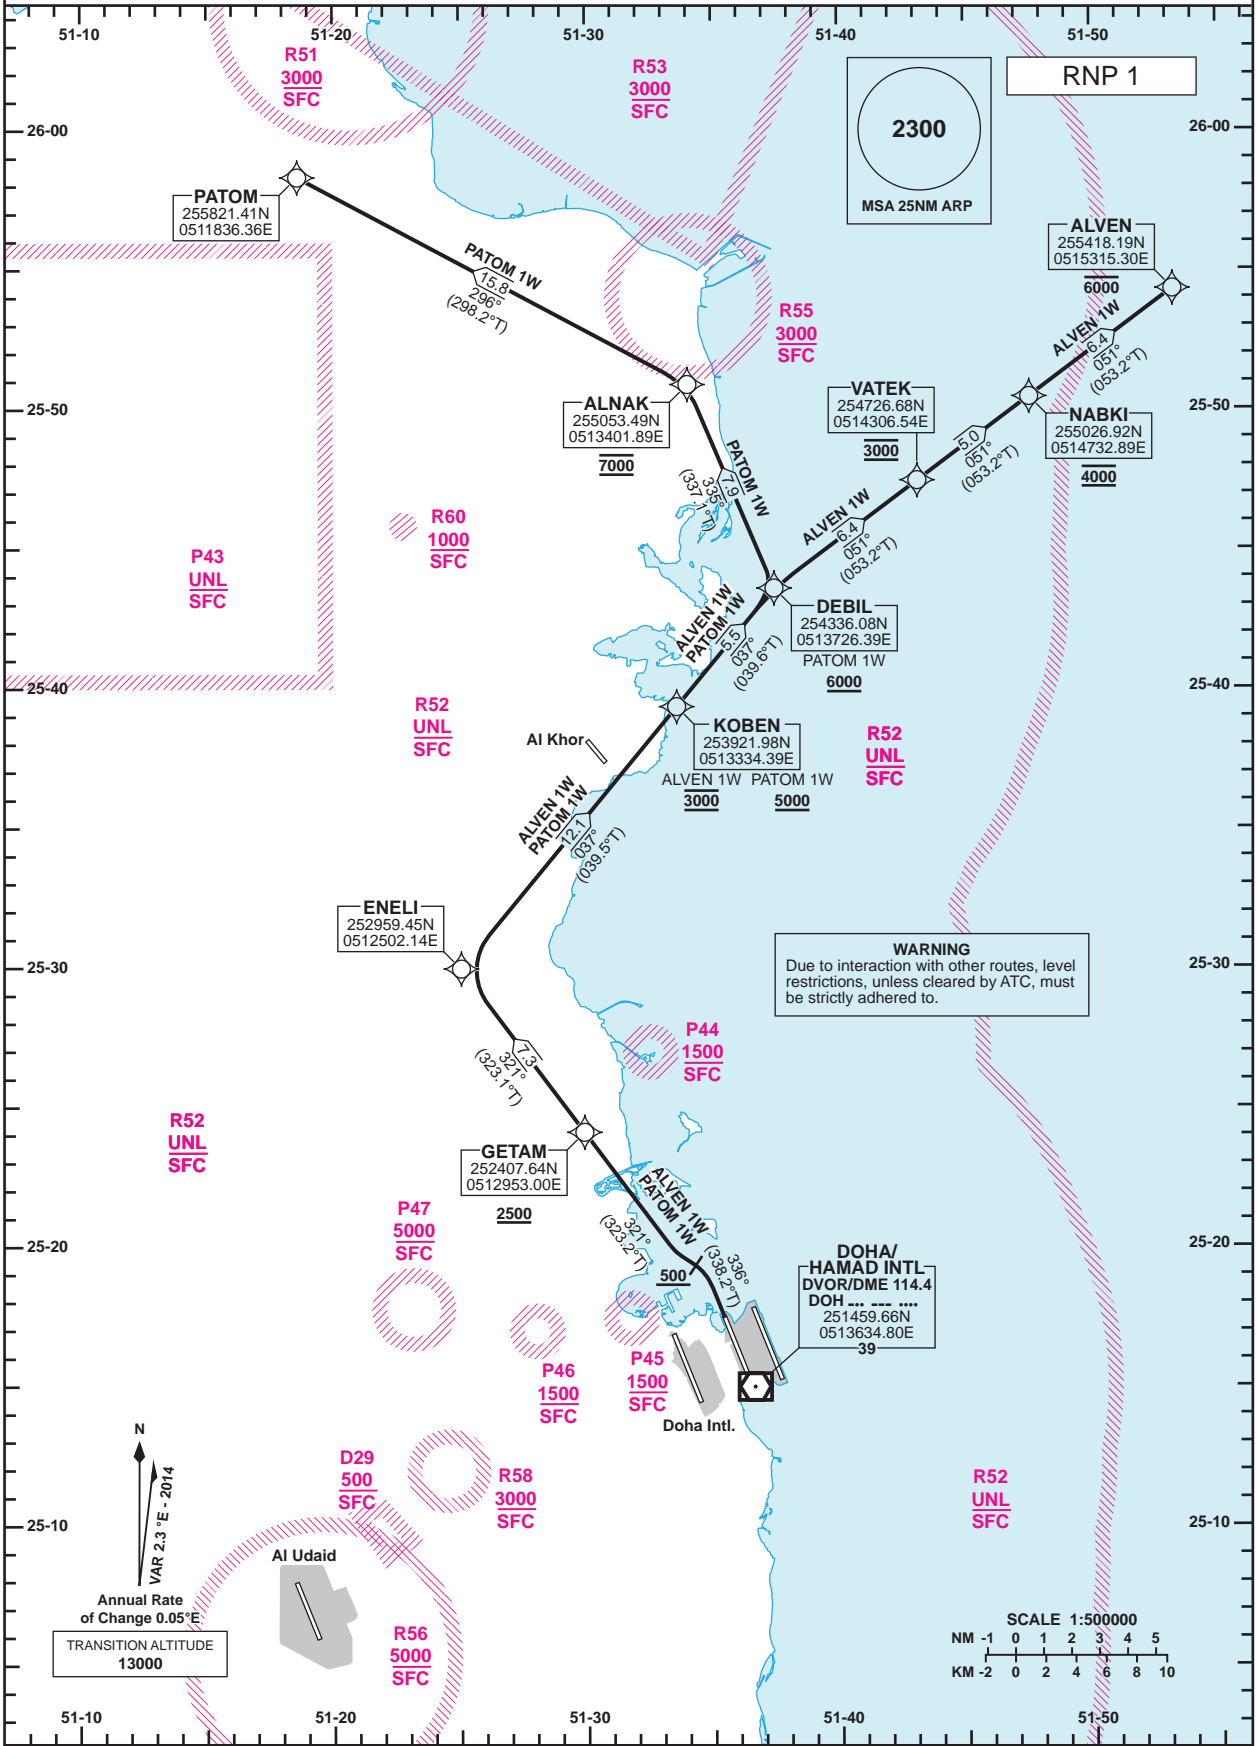 51-10
51-20
51-30
51-40
51-50
R51
3000
SFC
R53
3000
SFC
RNP 1
2300
MSA 25NM ARP
26-00
26-00
PATOM
255821.41N
0511836.36E
PATOM 1W
15.8
296°
(298.2°T)
ALVEN
255418.19N
0515315.30E
6000
ALVEN 1W
6.4
051°
(053.2°T)
R55
3000
SFC
VATEK
254726.68N
0514306.54E
3000
NABKI
255026.92N
0514732.89E
4000
5.0
051°
(053.2°T)
25-50
25-50
ALNAK
255053.49N
0513401.89E
7000
PATOM 1W
7.9
335°
(337.1°T)
ALVEN 1W
6.4
051°
(053.2°T)
R60
1000
SFC
P43
UNL
SFC
DEBIL
254336.08N
0513726.39E
PATOM 1W
6000
ALVEN 1W
PATOM 1W
5.5
037°
(039.6°T)
25-40
25-40
R52
UNL
SFC
KOBEN
253921.98N
0513334.39E
ALVEN 1W PATOM 1W
3000 5000
R52
UNL
SFC
Al Khor
ALVEN 1W
PATOM 1W
12.1
037°
(039.5°T)
ENELI
252959.45N
0512502.14E
WARNING
Due to interaction with other routes, level
restrictions, unless cleared by ATC, must
be strictly adhered to.
25-30
25-30
P44
1500
SFC
7.3
321°
(323.1°T)
R52
UNL
SFC
GETAM
252407.64N
0512953.00E
2500
ALVEN 1W
PATOM 1W
321°
(323.2°T)
336°
(338.2°T)
500
P47
5000
SFC
25-20
25-20
DOHA/
HAMAD INTL
DVOR/DME 114.4
DOH
251459.66N
0513634.80E
39
P46
1500
SFC
P45
1500
SFC
Doha Intl.
N
VAR 2.3 °E - 2014
Annual Rate
of Change 0.05°E
D29
500
SFC
R58
3000
SFC
R52
UNL
SFC
25-10
25-10
Al Udaid
TRANSITION ALTITUDE
13000
R56
5000
SFC
SCALE 1:500000
NM -1 0 1 2 3 4 5
KM -2 0 2 4 6 8 10
51-10
51-20
51-30
51-40
51-50